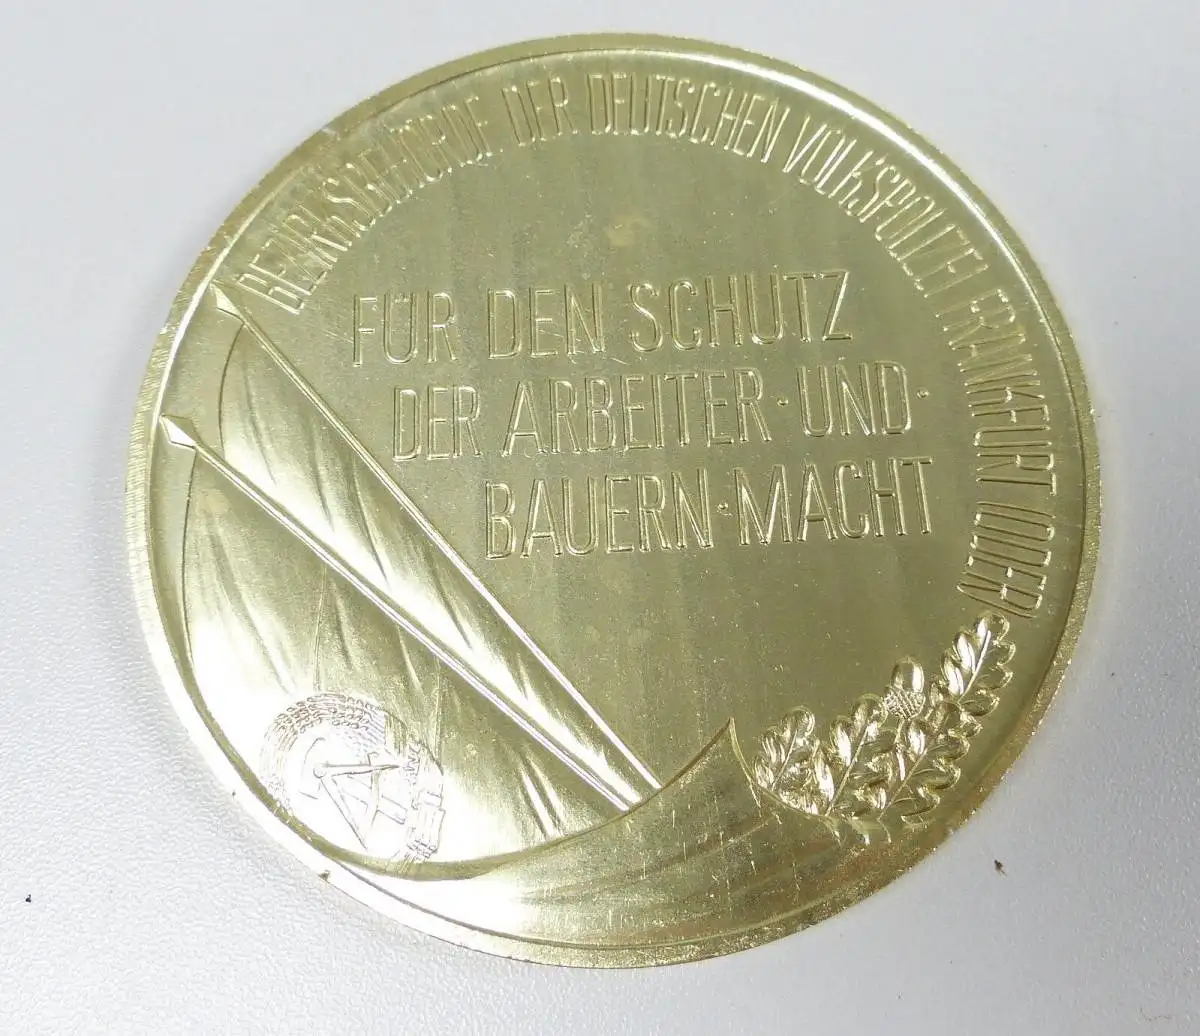 BEZIRKSBEHÖRDE DER DEUTSCHEN VOLKSPOLIZEI FRANKFURT (ODER)
FÜR DEN SCHUTZ
DER ARBEITER·UND·
BAUERN·MACHT